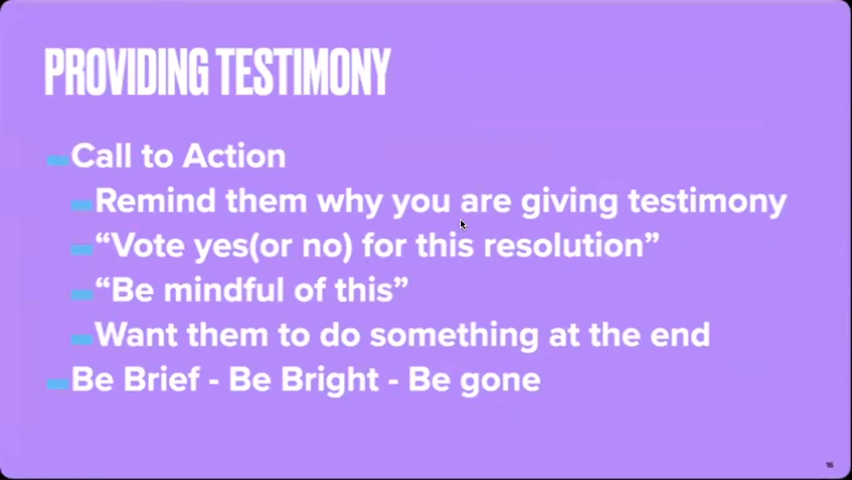 PROVIDING TESTIMONY
Call to Action
Remind them why you are giving testimony
“Vote yes(or no) for this resolution”
“Be mindful of this”
Want them to do something at the end
Be Brief - Be Bright - Be gone
16